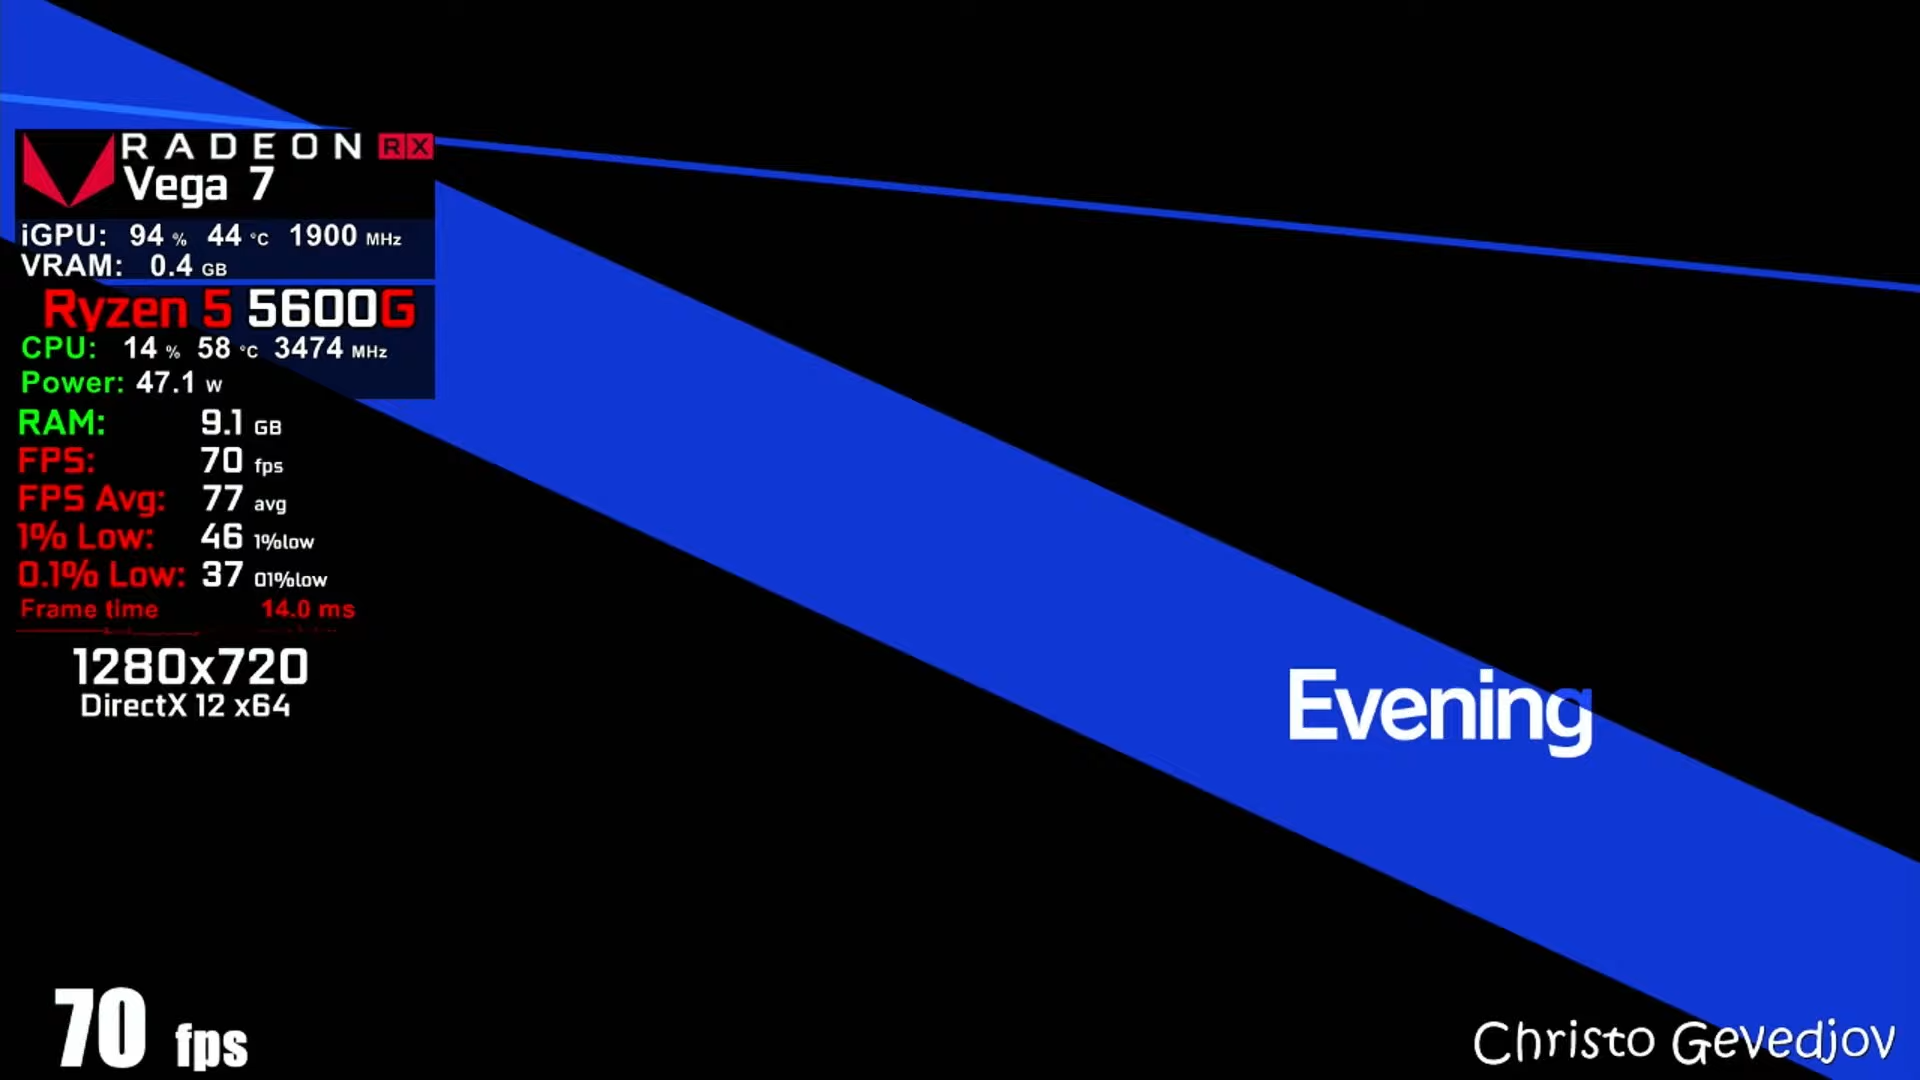 RADEON RX
Vega 7
iGPU: 94 % 44 °C 1900 MHz
VRAM: 0.4 GB
Ryzen 5 5600G
CPU: 14 % 58 °C 3474 MHz
Power: 47.1 W
RAM: 9.1 GB
FPS: 70 fps
FPS Avg: 77 avg
1% Low: 46 1%low
0.1% Low: 37 01%low
Frame time 14.0 ms
1280x720
DirectX 12 x64
Evening
70 fps
Christo Gevedjov